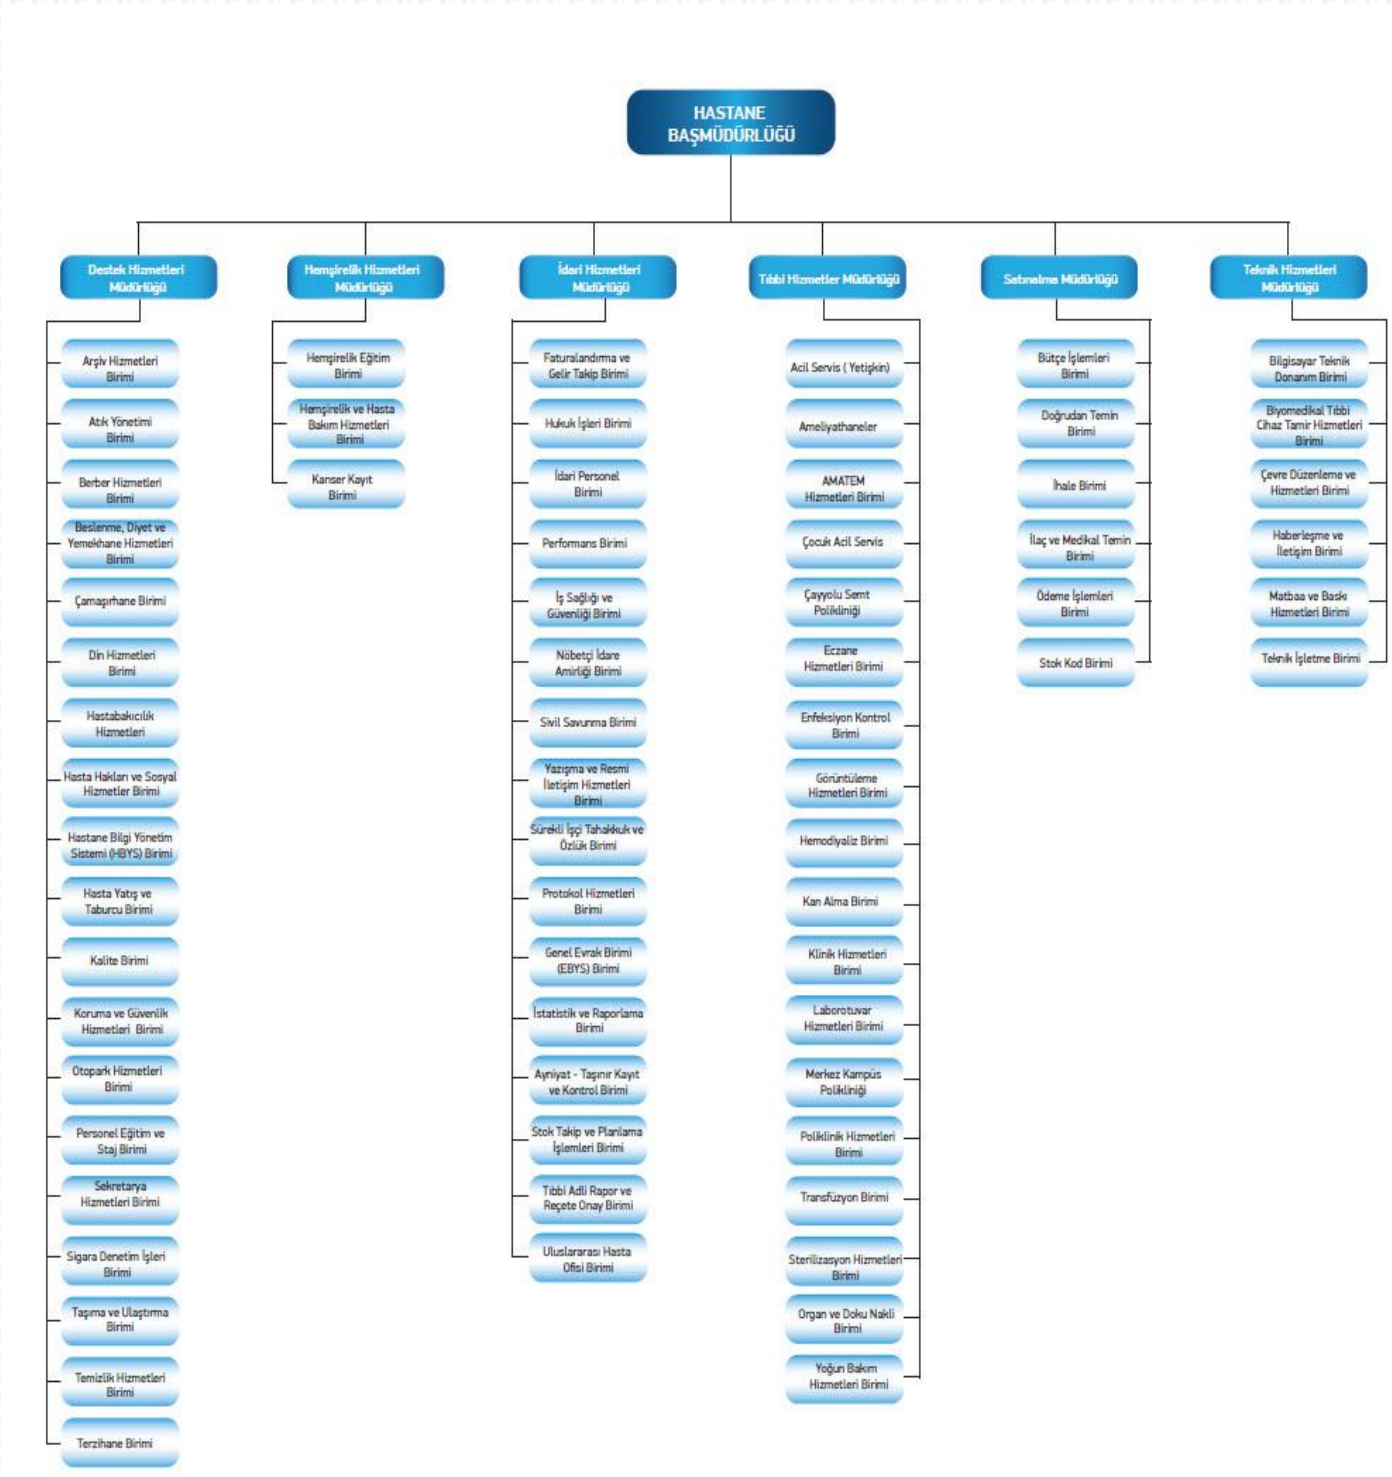 HASTANE
BAŞMÜDÜRLÜĞÜ
Destek Hizmetleri
Müdürlüğü
Arşiv Hizmetleri
Birimi
Atık Yönetimi
Birimi
Berber Hizmetleri
Birimi
Beslenme, Diyet ve
Yemekhane Hizmetleri
Birimi
Çamaşırhane Birimi
Din Hizmetleri
Birimi
Hastabakıcılık
Hizmetleri
Hasta Hakları ve Sosyal
Hizmetler Birimi
Hastane Bilgi Yönetim
Sistemi (HBYS) Birimi
Hasta Yatış ve
Taburcu Birimi
Kalite Birimi
Koruma ve Güvenlik
Hizmetleri Birimi
Otopark Hizmetleri
Birimi
Personel Eğitim ve
Staj Birimi
Sekretarya
Hizmetleri Birimi
Sigara Denetim İşleri
Birimi
Taşıma ve Ulaştırma
Birimi
Temizlik Hizmetleri
Birimi
Terzihane Birimi
Hemşirelik Hizmetleri
Müdürlüğü
Hemşirelik Eğitim
Birimi
Hemşirelik ve Hasta
Bakım Hizmetleri
Birimi
Kanser Kayıt
Birimi
İdari Hizmetleri
Müdürlüğü
Faturalandırma ve
Gelir Takip Birimi
Hukuk İşleri Birimi
İdari Personel
Birimi
Performans Birimi
İş Sağlığı ve
Güvenliği Birimi
Nöbetçi İdare
Amirliği Birimi
Sivil Savunma Birimi
Yazışma ve Resmi
İletişim Hizmetleri
Birimi
Sürekli İşçi Tahakkuk ve
Özlük Birimi
Protokol Hizmetleri
Birimi
Genel Evrak Birimi
(EBYS) Birimi
İstatistik ve Raporlama
Birimi
Ayniyat - Taşınır Kayıt
ve Kontrol Birimi
Stok Takip ve Planlama
İşlemleri Birimi
Tıbbi Adli Rapor ve
Reçete Onay Birimi
Uluslararası Hasta
Ofisi Birimi
Tıbbi Hizmetler Müdürlüğü
Acil Servis ( Yetişkin)
Ameliyathaneler
AMATEM
Hizmetleri Birimi
Çocuk Acil Servis
Çayyolu Semt
Polikliniği
Eczane
Hizmetleri Birimi
Enfeksiyon Kontrol
Birimi
Görüntüleme
Hizmetleri Birimi
Hemodiyaliz Birimi
Kan Alma Birimi
Klinik Hizmetleri
Birimi
Laborotuvar
Hizmetleri Birimi
Merkez Kampüs
Polikliniği
Poliklinik Hizmetleri
Birimi
Transfüzyon Birimi
Sterilizasyon Hizmetleri
Birimi
Organ ve Doku Nakli
Birimi
Yoğun Bakım
Hizmetleri Birimi
Satınalma Müdürlüğü
Bütçe İşlemleri
Birimi
Doğrudan Temin
Birimi
İhale Birimi
İlaç ve Medikal Temin
Birimi
Ödeme İşlemleri
Birimi
Stok Kod Birimi
Teknik Hizmetleri
Müdürlüğü
Bilgisayar Teknik
Donanım Birimi
Biyomedikal Tıbbi
Cihaz Tamir Hizmetleri
Birimi
Çevre Düzenleme ve
Hizmetleri Birimi
Haberleşme ve
İletişim Birimi
Matbaa ve Baskı
Hizmetleri Birimi
Teknik İşletme Birimi